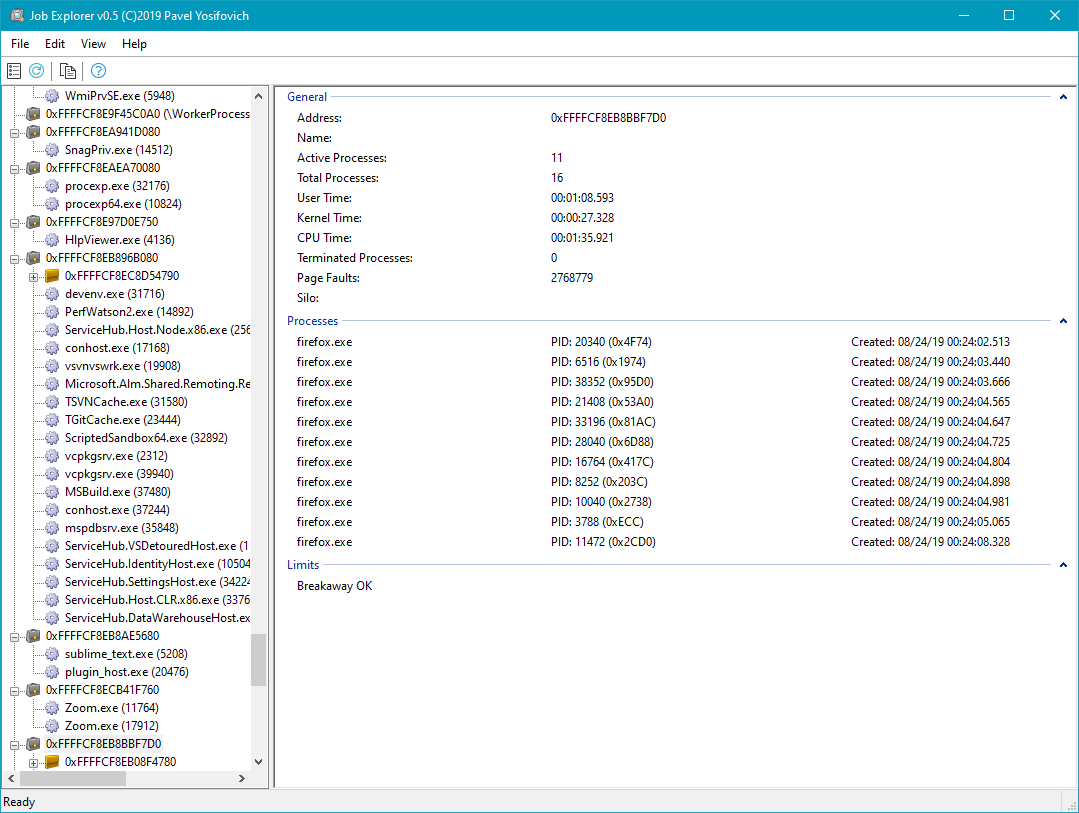 Job Explorer v0.5 (C)2019 Pavel Yosifovich
File Edit View Help
WmiPrvSE.exe (5948)
0xFFFFCF8E9F45C0A0 (\WorkerProcess
0xFFFFCF8EA941D080
SnagPriv.exe (14512)
0xFFFFCF8EAEA70080
procexp.exe (32176)
procexp64.exe (10824)
0xFFFFCF8E97D0E750
HlpViewer.exe (4136)
0xFFFFCF8EB896B080
0xFFFFCF8EC8D54790
devenv.exe (31716)
PerfWatson2.exe (14892)
ServiceHub.Host.Node.x86.exe (256
conhost.exe (17168)
vsvnvswrk.exe (19908)
Microsoft.Alm.Shared.Remoting.Re
TSVNCache.exe (31580)
TGitCache.exe (23444)
ScriptedSandbox64.exe (32892)
vcpkgsrv.exe (2312)
vcpkgsrv.exe (39940)
MSBuild.exe (37480)
conhost.exe (37244)
mspdbsrv.exe (35848)
ServiceHub.VSDetouredHost.exe (1
ServiceHub.IdentityHost.exe (10504
ServiceHub.SettingsHost.exe (34224
ServiceHub.Host.CLR.x86.exe (3376
ServiceHub.DataWarehouseHost.ex
0xFFFFCF8EB8AE5680
sublime_text.exe (5208)
plugin_host.exe (20476)
0xFFFFCF8ECB41F760
Zoom.exe (11764)
Zoom.exe (17912)
0xFFFFCF8EB8BBF7D0
0xFFFFCF8EB08F4780
General
Address: 0xFFFFCF8EB8BBF7D0
Name:
Active Processes: 11
Total Processes: 16
User Time: 00:01:08.593
Kernel Time: 00:00:27.328
CPU Time: 00:01:35.921
Terminated Processes: 0
Page Faults: 2768779
Silo:
Processes
firefox.exe PID: 20340 (0x4F74) Created: 08/24/19 00:24:02.513
firefox.exe PID: 6516 (0x1974) Created: 08/24/19 00:24:03.440
firefox.exe PID: 38352 (0x95D0) Created: 08/24/19 00:24:03.666
firefox.exe PID: 21408 (0x53A0) Created: 08/24/19 00:24:04.565
firefox.exe PID: 33196 (0x81AC) Created: 08/24/19 00:24:04.647
firefox.exe PID: 28040 (0x6D88) Created: 08/24/19 00:24:04.725
firefox.exe PID: 16764 (0x417C) Created: 08/24/19 00:24:04.804
firefox.exe PID: 8252 (0x203C) Created: 08/24/19 00:24:04.898
firefox.exe PID: 10040 (0x2738) Created: 08/24/19 00:24:04.981
firefox.exe PID: 3788 (0xECC) Created: 08/24/19 00:24:05.065
firefox.exe PID: 11472 (0x2CD0) Created: 08/24/19 00:24:08.328
Limits
Breakaway OK
Ready